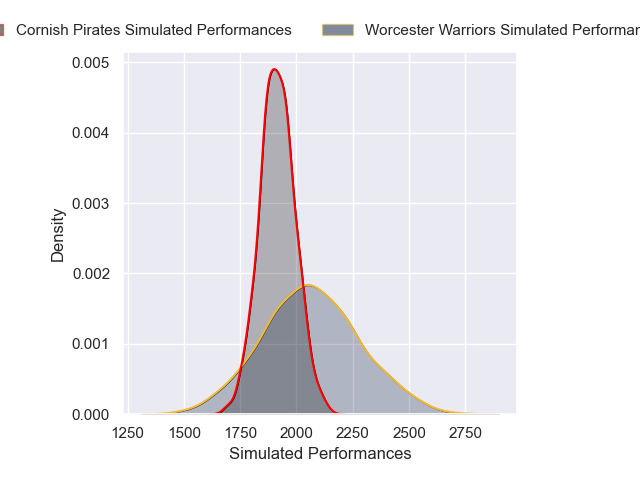 Cornish Pirates Simulated Performances Worcester Warriors Simulated Performan
0.005
0.004
0.003
0.002
0.001
0.000
Density
1250 1500 1750 2000 2250 2500 2750
Simulated Performances